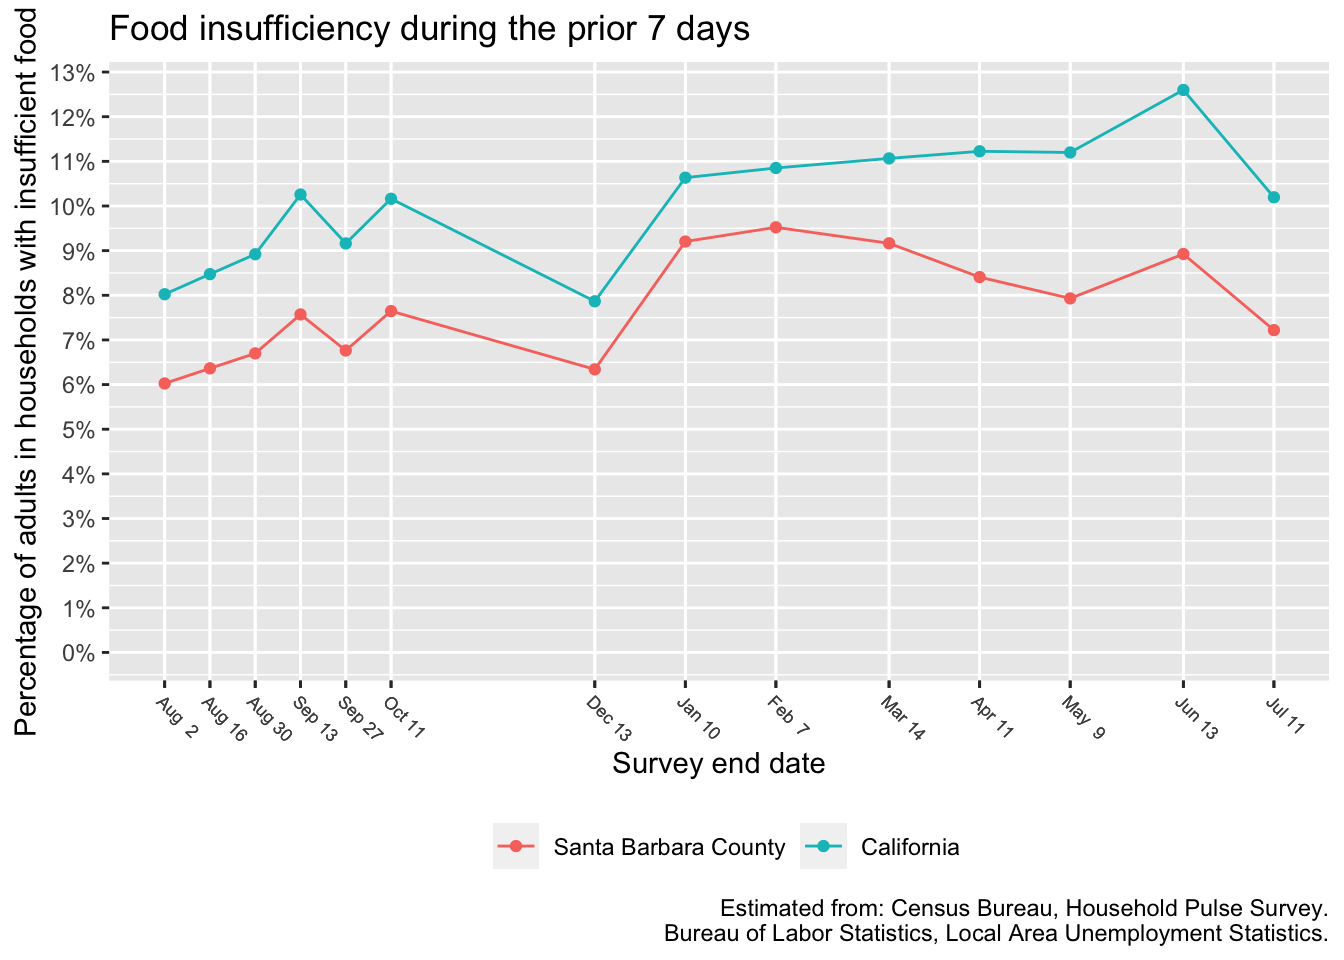 Food insufficiency during the prior 7 days
Percentage of adults in households with insufficient food
13%
12%
11%
10%
9%
8%
7%
6%
5%
4%
3%
2%
1%
0%
Aug 2
Aug 16
Aug 30
Sep 13
Sep 27
Oct 11
Dec 13
Jan 10
Feb 7
Mar 14
Apr 11
May 9
Jun 13
Jul 11
Survey end date
Santa Barbara County
California
Estimated from: Census Bureau, Household Pulse Survey.
Bureau of Labor Statistics, Local Area Unemployment Statistics.